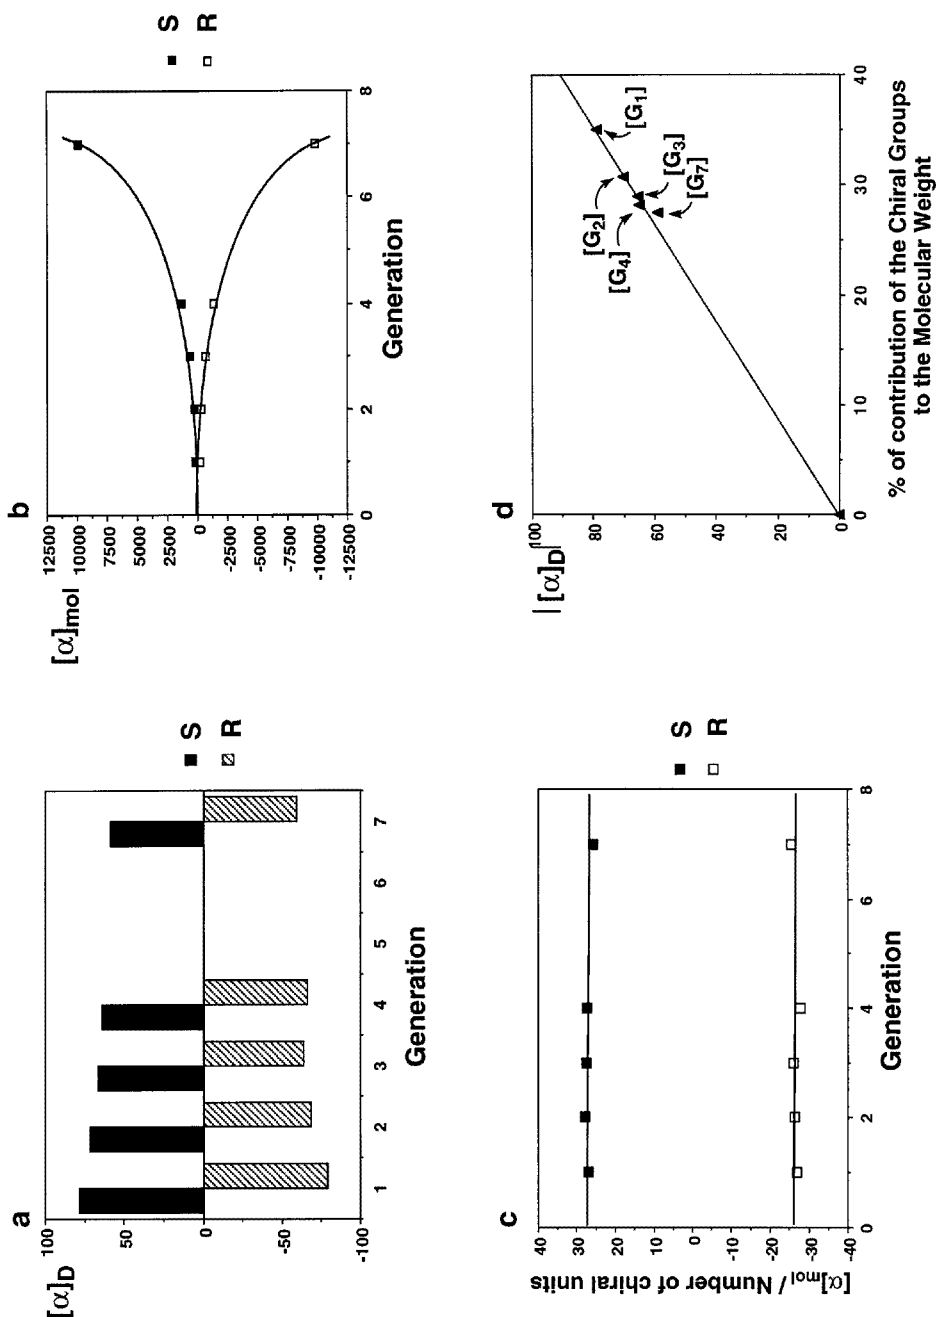 a
[α]D
100
50
0
-50
-100
1
2
3
4
5
6
7
Generation
S
R
b
[α]mol
12500
10000
7500
5000
2500
0
-2500
-5000
-7500
-10000
-12500
0
2
4
6
8
Generation
S
R
c
[α]mol / Number of chiral units
40
30
20
10
0
-10
-20
-30
-40
0
2
4
6
8
Generation
S
R
d
| [α]D|
100
80
60
40
20
0
0
10
20
30
40
[G1]
[G2]
[G3]
[G4]
[G7]
% of contribution of the Chiral Groups
to the Molecular Weight